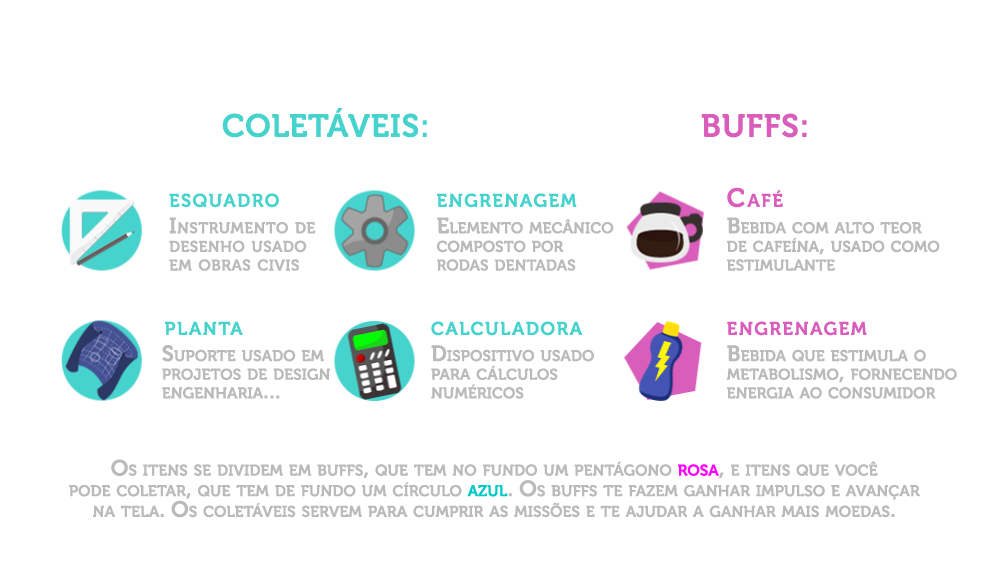 COLETÁVEIS:
BUFFS:
ESQUADRO
INSTRUMENTO DE
DESENHO USADO
EM OBRAS CIVIS
ENGRENAGEM
ELEMENTO MECÂNICO
COMPOSTO POR
RODAS DENTADAS
CAFÉ
BEBIDA COM ALTO TEOR
DE CAFEÍNA, USADO COMO
ESTIMULANTE
PLANTA
SUPORTE USADO EM
PROJETOS DE DESIGN
ENGENHARIA...
CALCULADORA
DISPOSITIVO USADO
PARA CÁLCULOS
NUMÉRICOS
ENGRENAGEM
BEBIDA QUE ESTIMULA O
METABOLISMO, FORNECENDO
ENERGIA AO CONSUMIDOR
OS ITENS SE DIVIDEM EM BUFFS, QUE TEM NO FUNDO UM PENTÁGONO ROSA, E ITENS QUE VOCÊ
PODE COLETAR, QUE TEM DE FUNDO UM CÍRCULO AZUL. OS BUFFS TE FAZEM GANHAR IMPULSO E AVANÇAR
NA TELA. OS COLETÁVEIS SERVEM PARA CUMPRIR AS MISSÕES E TE AJUDAR A GANHAR MAIS MOEDAS.